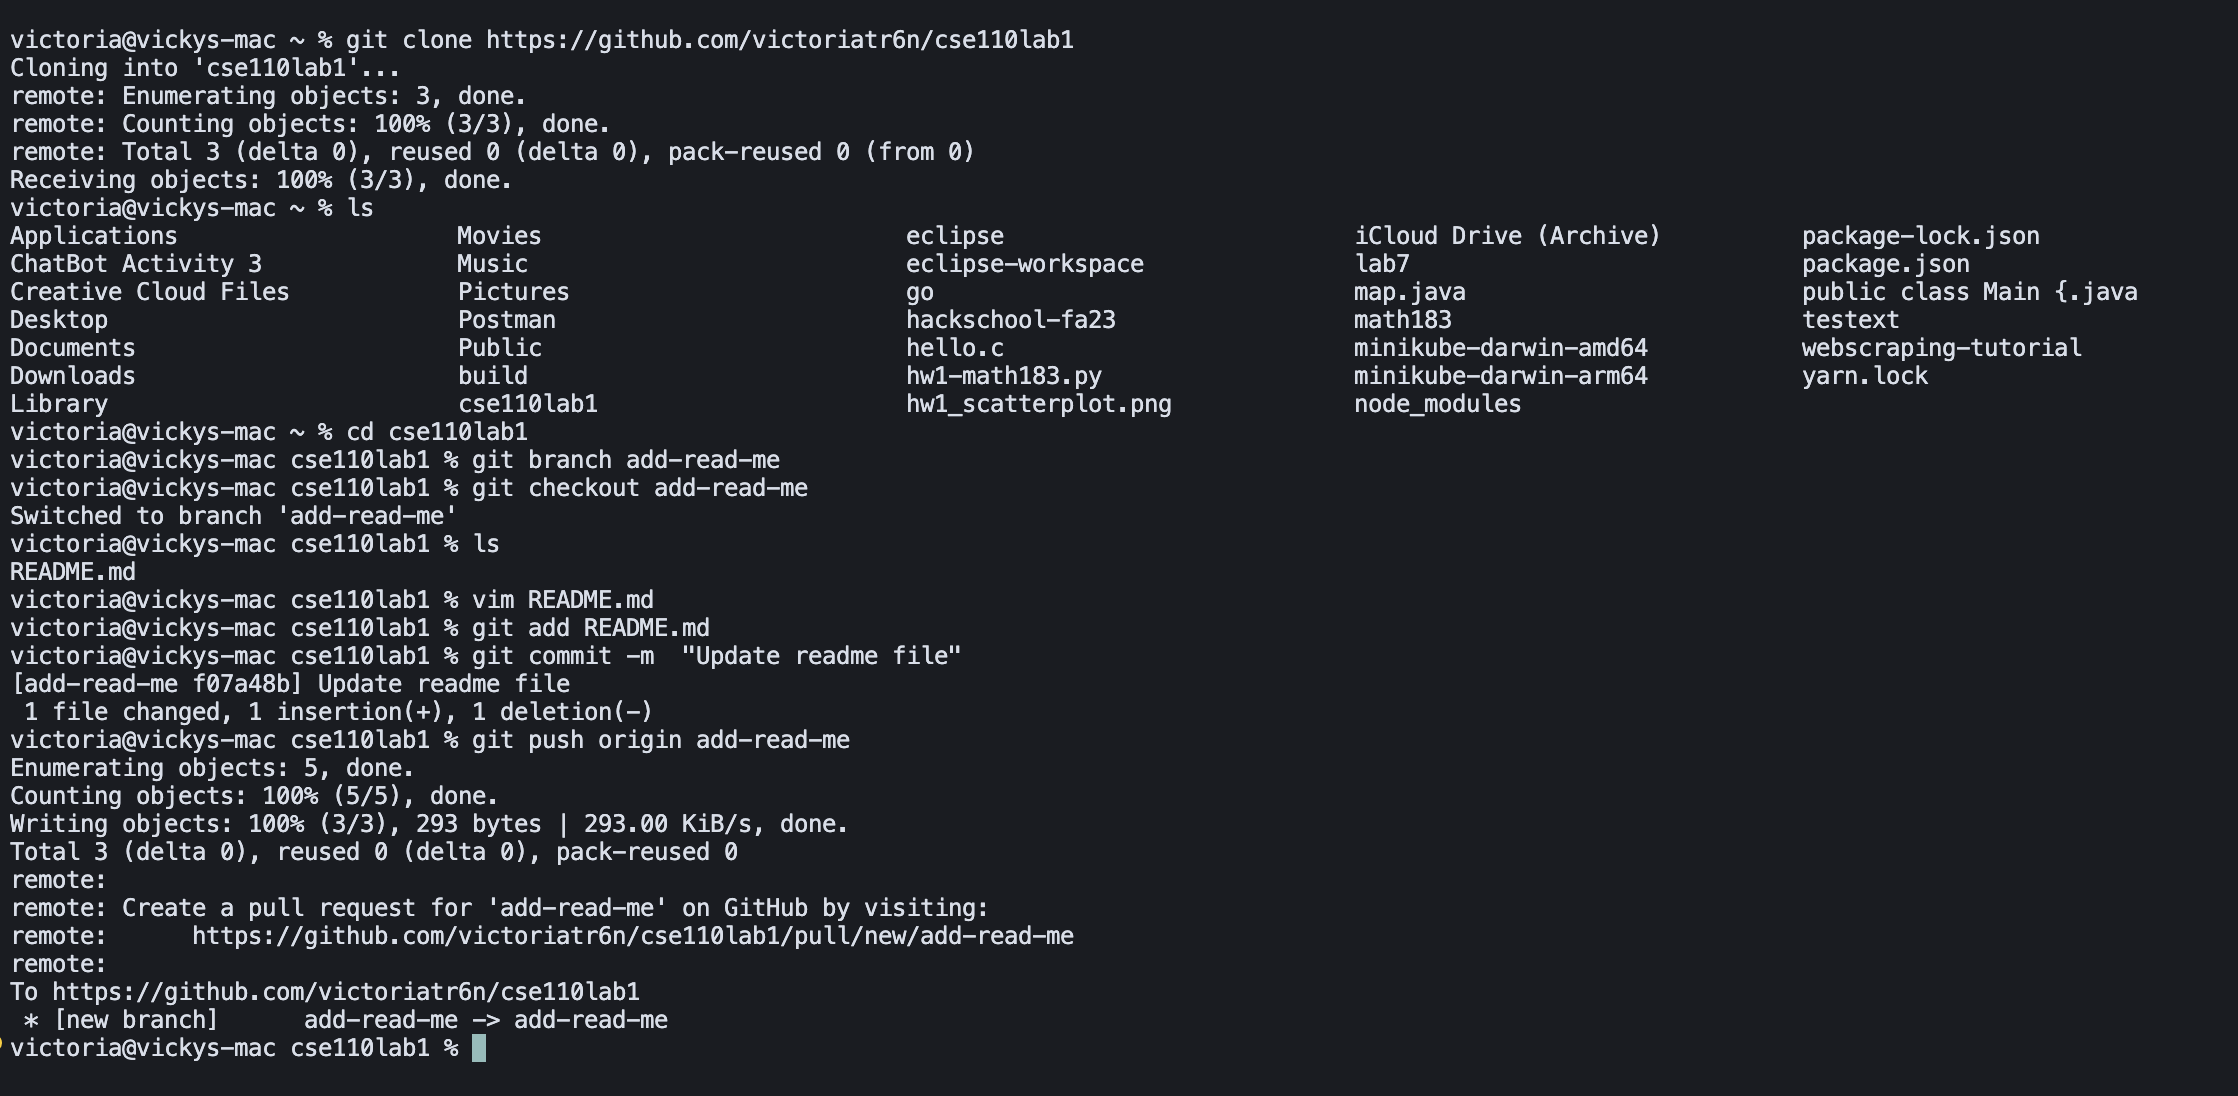 victoria@vickys-mac ~ % git clone https://github.com/victoriatr6n/cse110lab1
Cloning into 'cse110lab1'...
remote: Enumerating objects: 3, done.
remote: Counting objects: 100% (3/3), done.
remote: Total 3 (delta 0), reused 0 (delta 0), pack-reused 0 (from 0)
Receiving objects: 100% (3/3), done.
victoria@vickys-mac ~ % ls
Applications Movies eclipse iCloud Drive (Archive) package-lock.json
ChatBot Activity 3 Music eclipse-workspace lab7 package.json
Creative Cloud Files Pictures go map.java public class Main {.java
Desktop Postman hackschool-fa23 math183 testext
Documents Public hello.c minikube-darwin-amd64 webscraping-tutorial
Downloads build hw1-math183.py minikube-darwin-arm64 yarn.lock
Library cse110lab1 hw1_scatterplot.png node_modules
victoria@vickys-mac ~ % cd cse110lab1
victoria@vickys-mac cse110lab1 % git branch add-read-me
victoria@vickys-mac cse110lab1 % git checkout add-read-me
Switched to branch 'add-read-me'
victoria@vickys-mac cse110lab1 % ls
README.md
victoria@vickys-mac cse110lab1 % vim README.md
victoria@vickys-mac cse110lab1 % git add README.md
victoria@vickys-mac cse110lab1 % git commit -m  "Update readme file"
[add-read-me f07a48b] Update readme file
 1 file changed, 1 insertion(+), 1 deletion(-)
victoria@vickys-mac cse110lab1 % git push origin add-read-me
Enumerating objects: 5, done.
Counting objects: 100% (5/5), done.
Writing objects: 100% (3/3), 293 bytes | 293.00 KiB/s, done.
Total 3 (delta 0), reused 0 (delta 0), pack-reused 0
remote:
remote: Create a pull request for 'add-read-me' on GitHub by visiting:
remote:      https://github.com/victoriatr6n/cse110lab1/pull/new/add-read-me
remote:
To https://github.com/victoriatr6n/cse110lab1
 * [new branch]      add-read-me -> add-read-me
victoria@vickys-mac cse110lab1 %